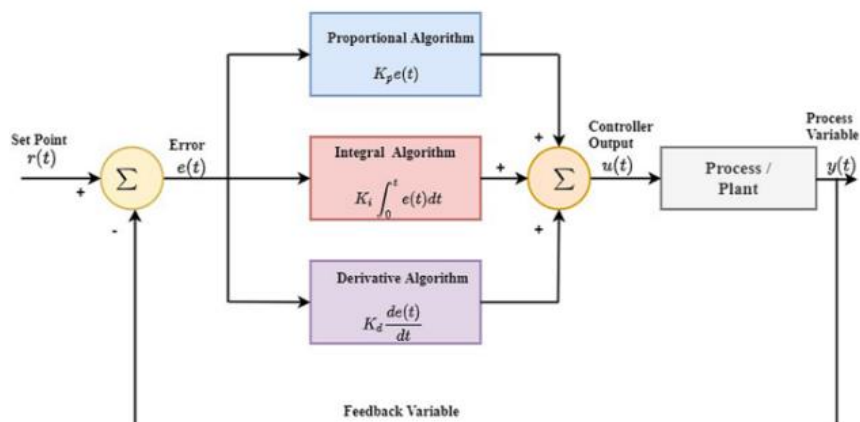 Proportional Algorithm
K_p e(t)
Set Point
r(t)
+
Σ
-
Error
e(t)
Integral Algorithm
K_i ∫_0^t e(t)dt
Derivative Algorithm
K_d de(t)/dt
+
+
+
Σ
Controller
Output
u(t)
Process /
Plant
Process
Variable
y(t)
Feedback Variable